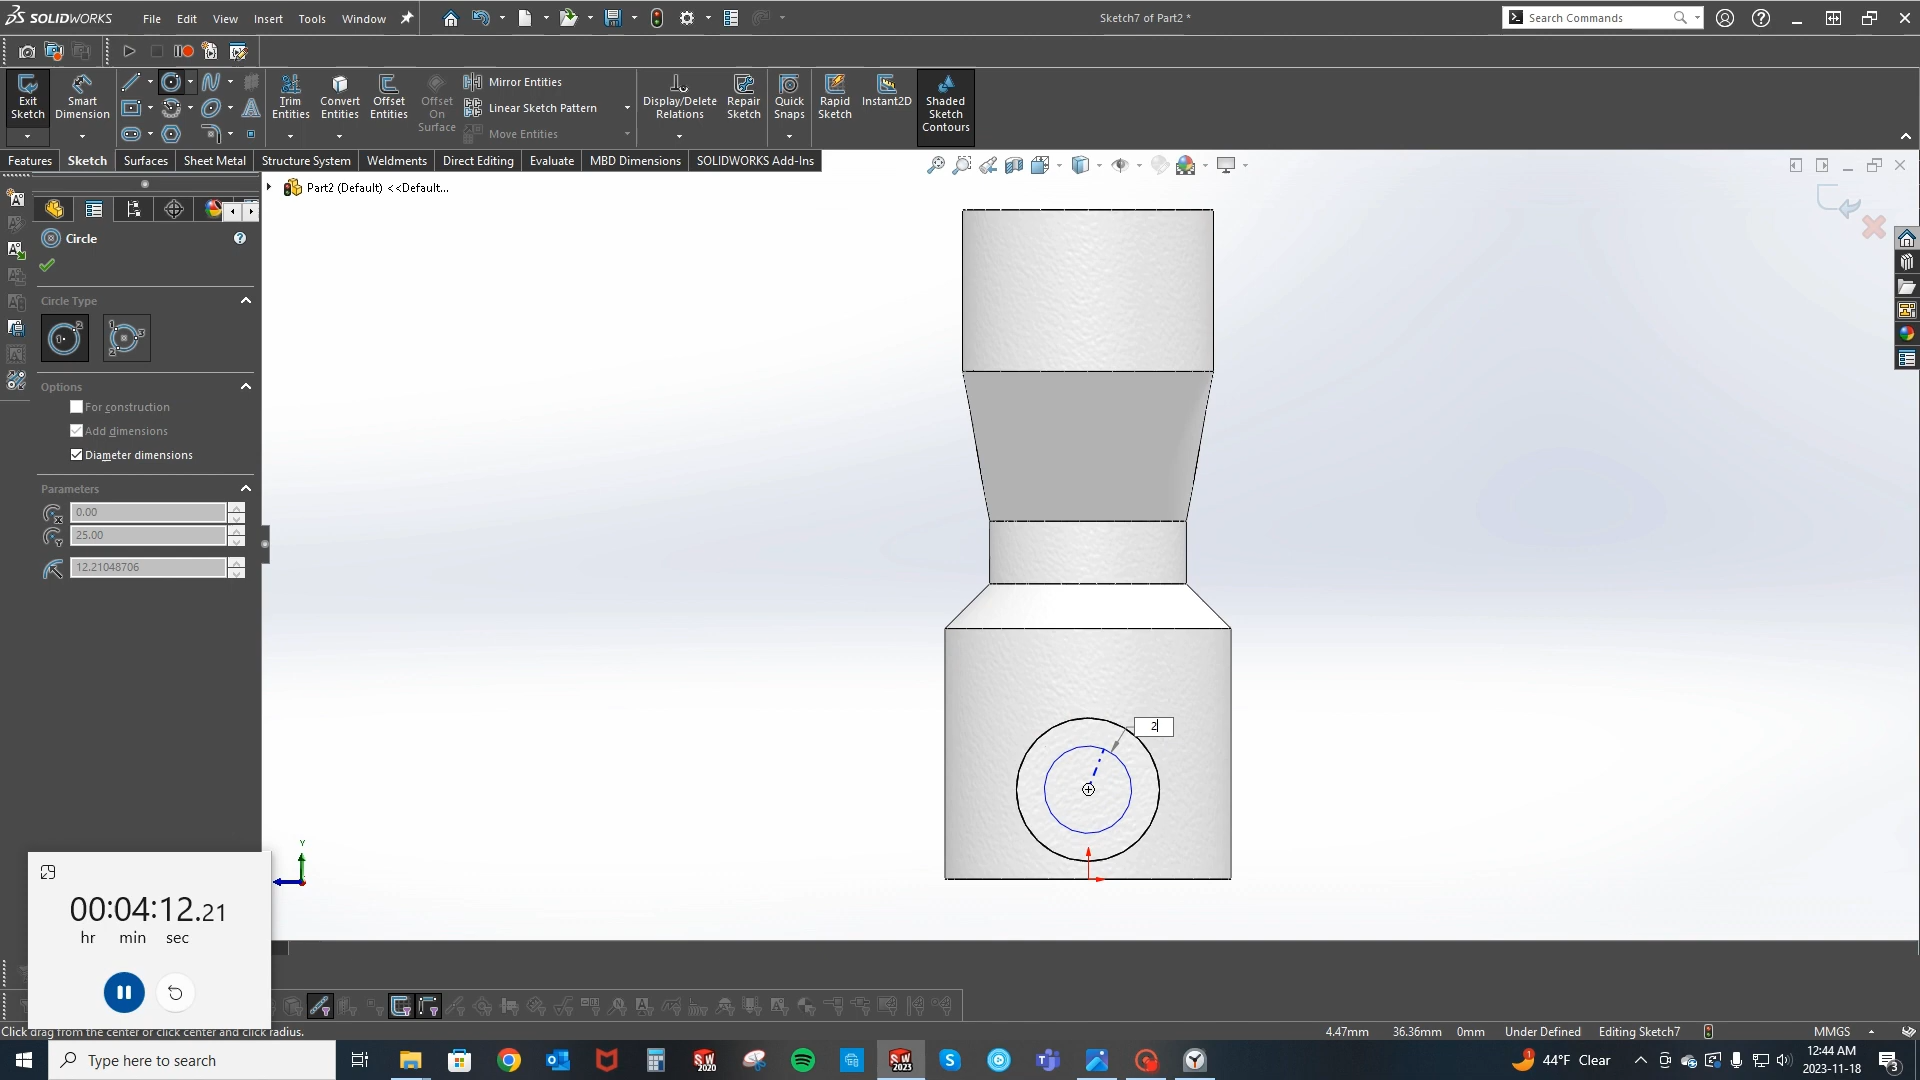 SOLIDWORKS File Edit View Insert Tools Window Sketch7 of Part2 * Search Commands
Exit Sketch
Smart Dimension
Trim Entities
Convert Entities
Offset Entities
Offset On Surface
Mirror Entities
Linear Sketch Pattern
Move Entities
Display/Delete Relations
Repair Sketch
Quick Snaps
Rapid Sketch
Instant2D
Shaded Sketch Contours
Features Sketch Surfaces Sheet Metal Structure System Weldments Direct Editing Evaluate MBD Dimensions SOLIDWORKS Add-Ins
Part2 (Default) <<Default...
Circle
Circle Type
Options
For construction
Add dimensions
Diameter dimensions
Parameters
0.00
25.00
12.21048706
2
Y
00:04:12.21
hr min sec
Click drag from the center or click center and click radius.
4.47mm 36.36mm 0mm Under Defined Editing Sketch7 MMGS
Type here to search
SW 2020
SW 2023
44°F Clear
12:44 AM
2023-11-18
3